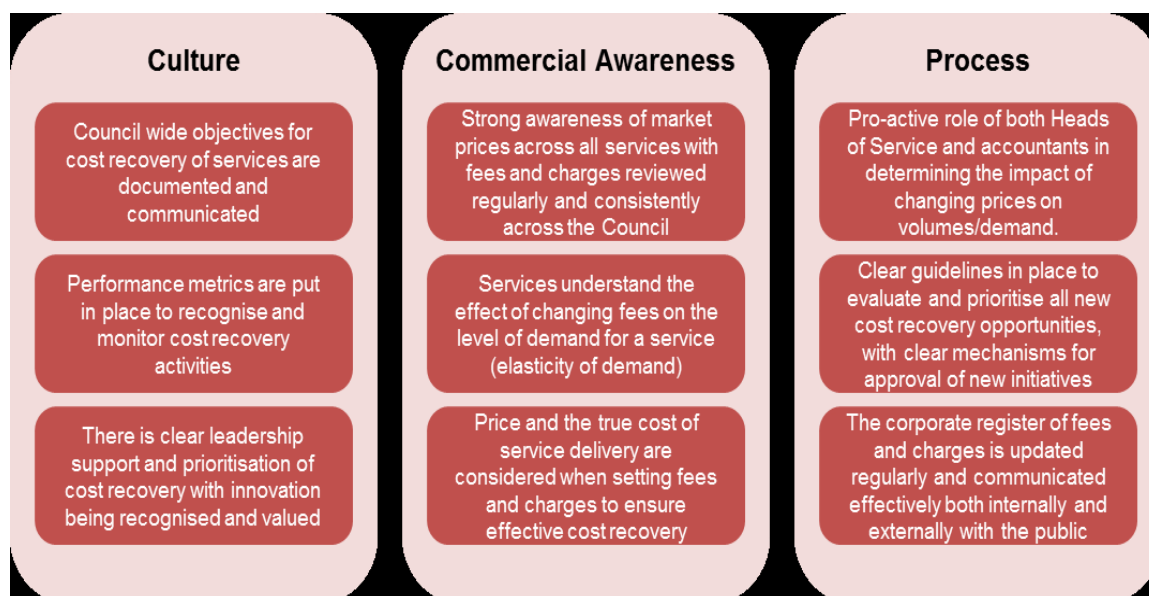 Culture
Council wide objectives for
cost recovery of services are
documented and
communicated
Performance metrics are put
in place to recognise and
monitor cost recovery
activities
There is clear leadership
support and prioritisation of
cost recovery with innovation
being recognised and valued
Commercial Awareness
Strong awareness of market
prices across all services with
fees and charges reviewed
regularly and consistently
across the Council
Services understand the
effect of changing fees on the
level of demand for a service
(elasticity of demand)
Price and the true cost of
service delivery are
considered when setting fees
and charges to ensure
effective cost recovery
Process
Pro-active role of both Heads
of Service and accountants in
determining the impact of
changing prices on
volumes/demand.
Clear guidelines in place to
evaluate and prioritise all new
cost recovery opportunities,
with clear mechanisms for
approval of new initiatives
The corporate register of fees
and charges is updated
regularly and communicated
effectively both internally and
externally with the public